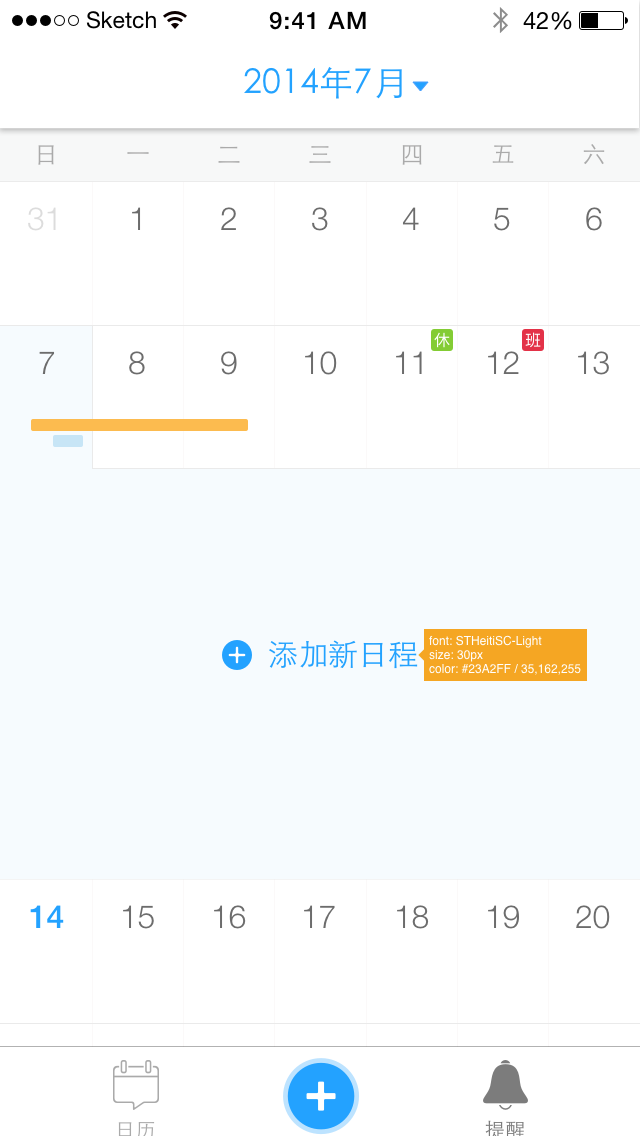 Sketch 9:41 AM 42%
2014年7月
日 一 二 三 四 五 六
31 1 2 3 4 5 6
休 班
7 8 9 10 11 12 13
添加新日程
font: STHeitiSC-Light
size: 30px
color: #23A2FF / 35,162,255
14 15 16 17 18 19 20
日历 提醒